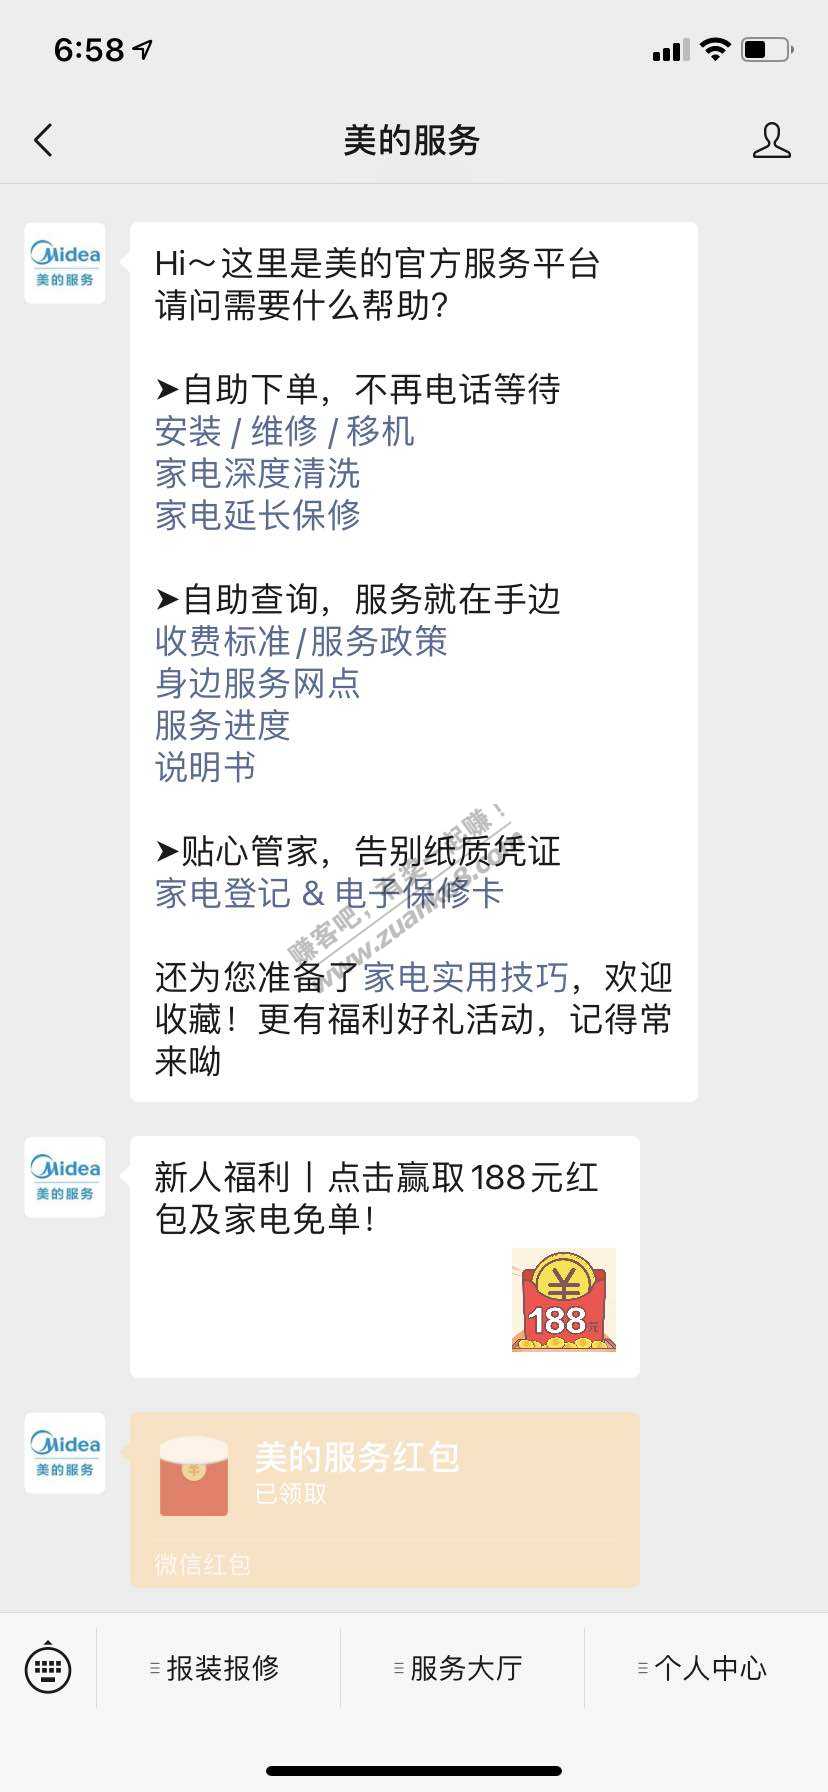 6:58
美的服务
Midea
美的服务
Hi～这里是美的官方服务平台
请问需要什么帮助？
➤自助下单，不再电话等待
安装 / 维修 / 移机
家电深度清洗
家电延长保修
➤自助查询，服务就在手边
收费标准/服务政策
身边服务网点
服务进度
说明书
➤贴心管家，告别纸质凭证
家电登记 & 电子保修卡
赚客吧，有奖一起赚！
www.zuanke8.com
还为您准备了家电实用技巧，欢迎
收藏！更有福利好礼活动，记得常
来呦
Midea
美的服务
新人福利丨点击赢取188元红
包及家电免单！
188元
Midea
美的服务
美的服务红包
已领取
微信红包
报装报修
服务大厅
个人中心